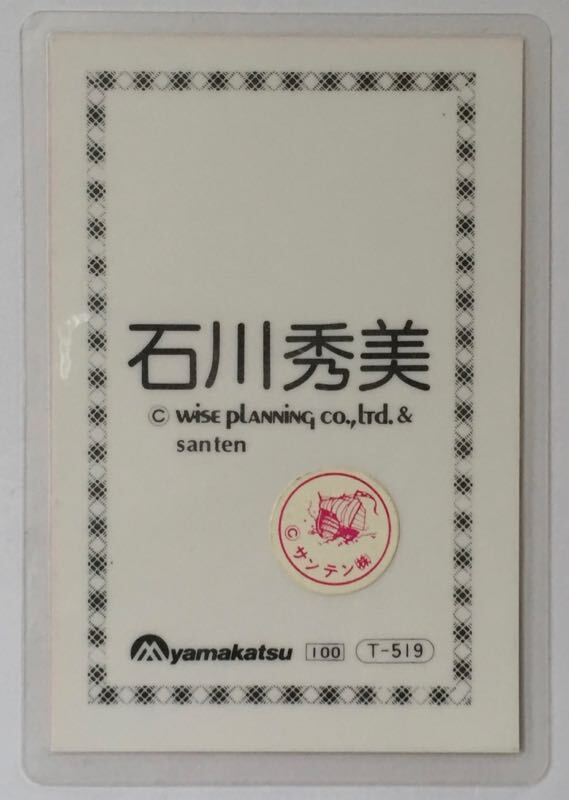 石川秀美
© wise planning co.,ltd. &
santen
© サンテン㈱
yamakatsu 100 T-519